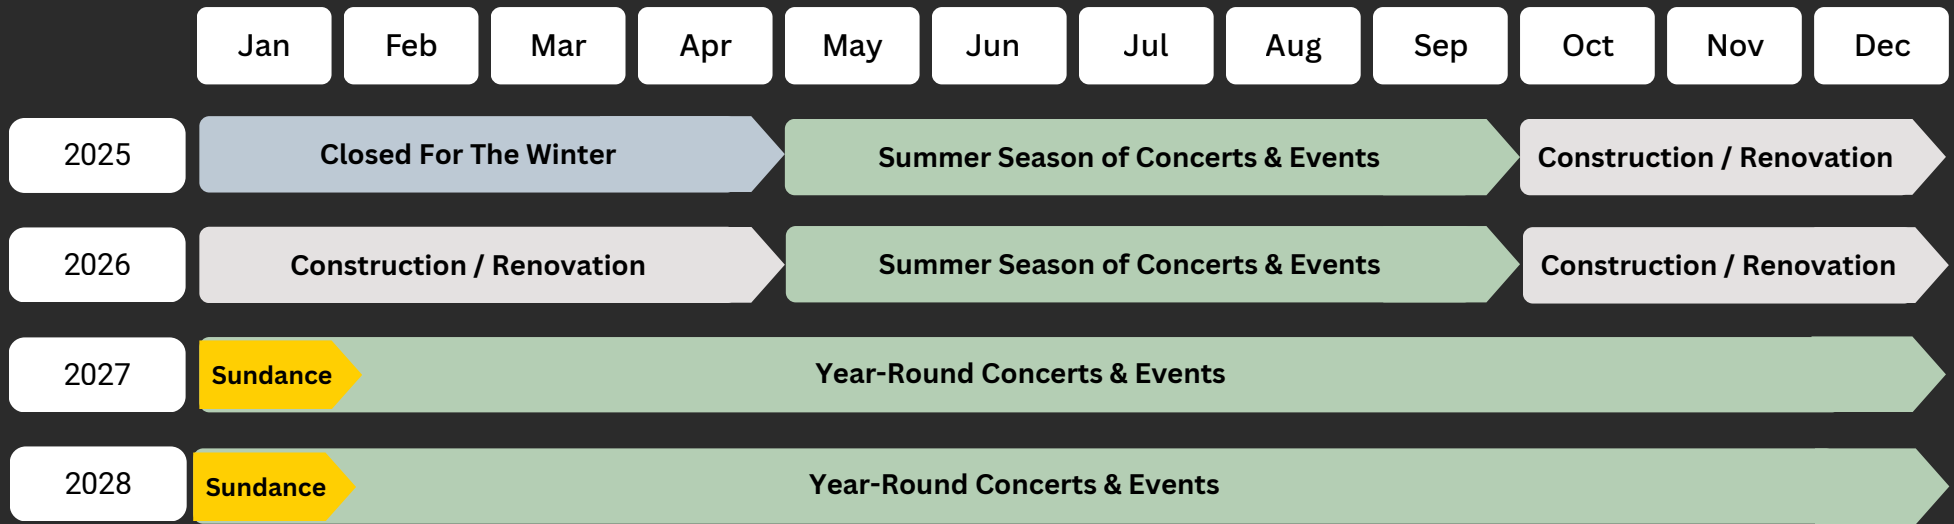 Jan Feb Mar Apr May Jun Jul Aug Sep Oct Nov Dec
2025 Closed For The Winter Summer Season of Concerts & Events Construction / Renovation
2026 Construction / Renovation Summer Season of Concerts & Events Construction / Renovation
2027 Sundance Year-Round Concerts & Events
2028 Sundance Year-Round Concerts & Events